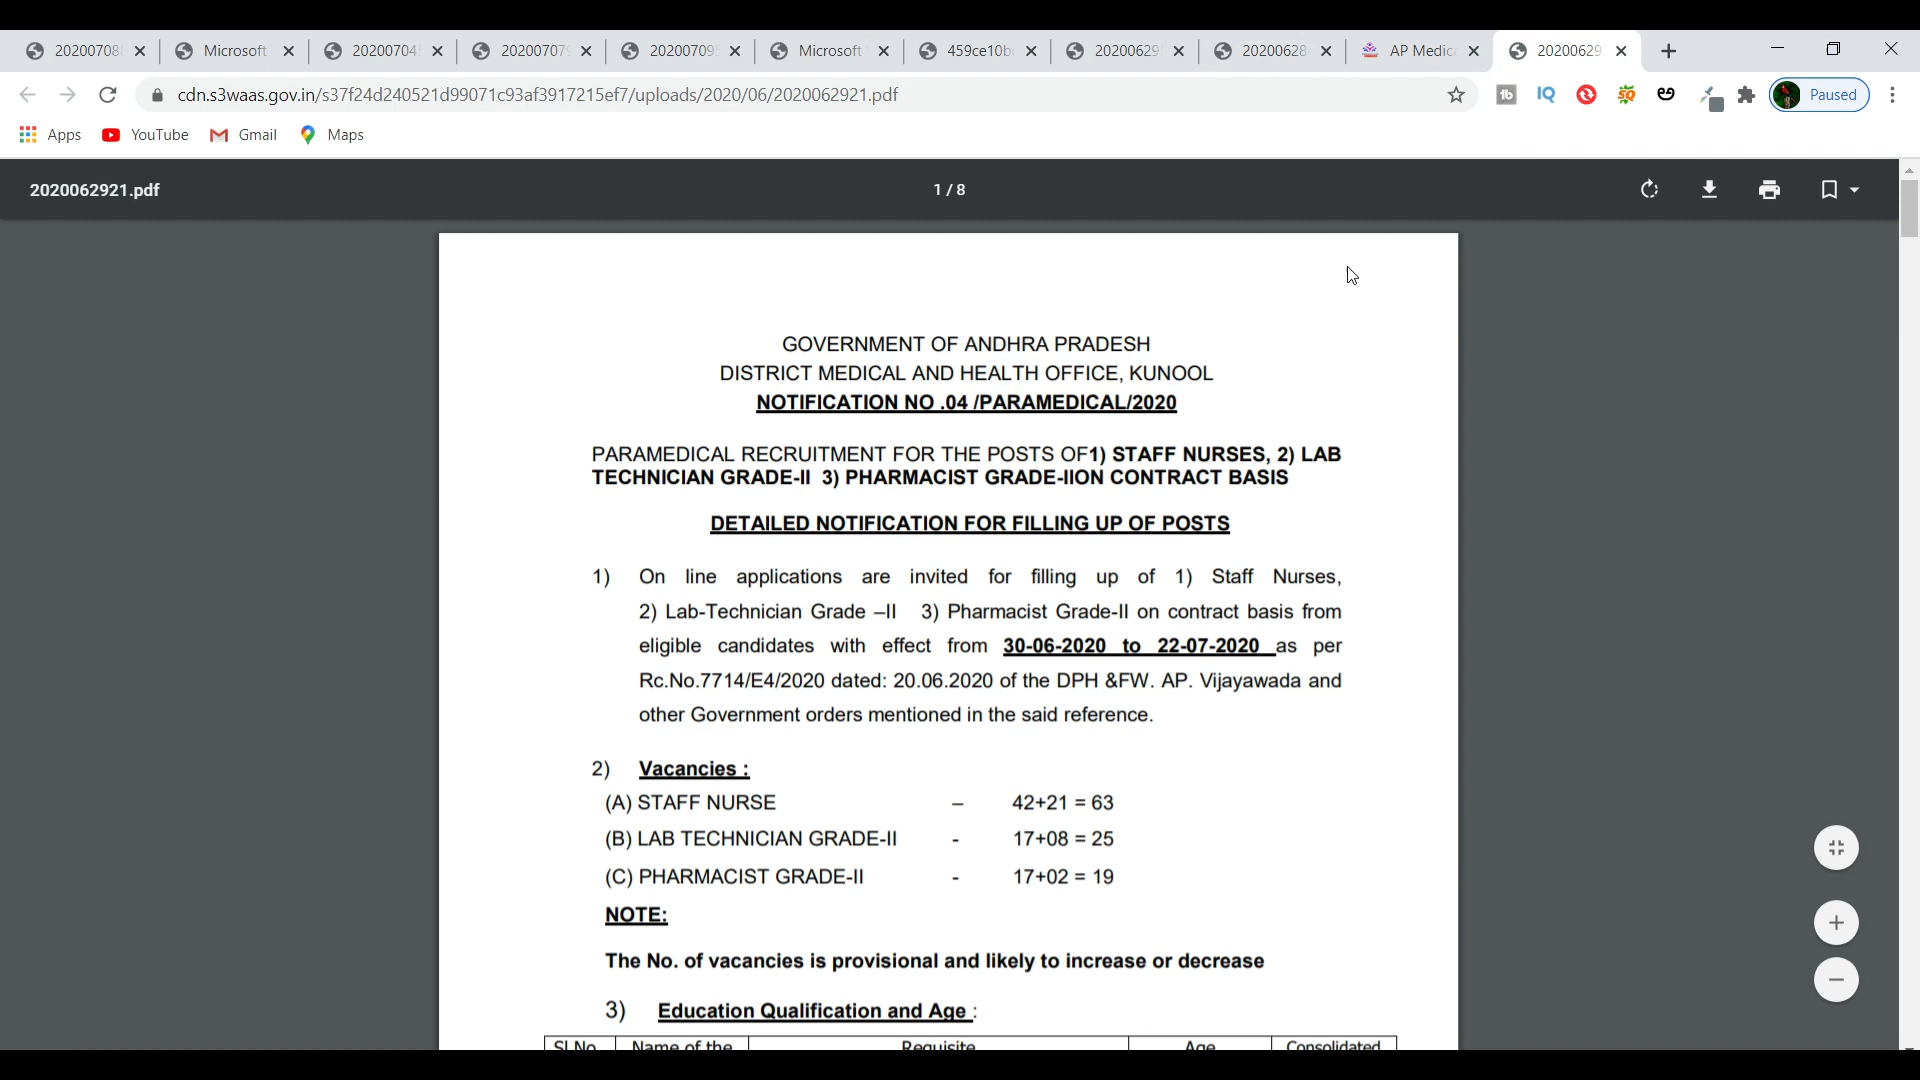 20200708
Microsoft
20200704
20200707
20200709
Microsoft
459ce10b
20200629
20200628
AP Medic
20200629
cdn.s3waas.gov.in/s37f24d240521d99071c93af3917215ef7/uploads/2020/06/2020062921.pdf
Paused
Apps YouTube Gmail Maps
2020062921.pdf
1 / 8
GOVERNMENT OF ANDHRA PRADESH
DISTRICT MEDICAL AND HEALTH OFFICE, KUNOOL
NOTIFICATION NO .04 /PARAMEDICAL/2020
PARAMEDICAL RECRUITMENT FOR THE POSTS OF1) STAFF NURSES, 2) LAB
TECHNICIAN GRADE-II 3) PHARMACIST GRADE-IION CONTRACT BASIS
DETAILED NOTIFICATION FOR FILLING UP OF POSTS
1) On line applications are invited for filling up of 1) Staff Nurses,
2) Lab-Technician Grade –II 3) Pharmacist Grade-II on contract basis from
eligible candidates with effect from 30-06-2020 to 22-07-2020 as per
Rc.No.7714/E4/2020 dated: 20.06.2020 of the DPH &FW. AP. Vijayawada and
other Government orders mentioned in the said reference.
2) Vacancies :
(A) STAFF NURSE – 42+21 = 63
(B) LAB TECHNICIAN GRADE-II - 17+08 = 25
(C) PHARMACIST GRADE-II - 17+02 = 19
NOTE:
The No. of vacancies is provisional and likely to increase or decrease
3) Education Qualification and Age :
Sl.No Name of the Requisite Age Consolidated